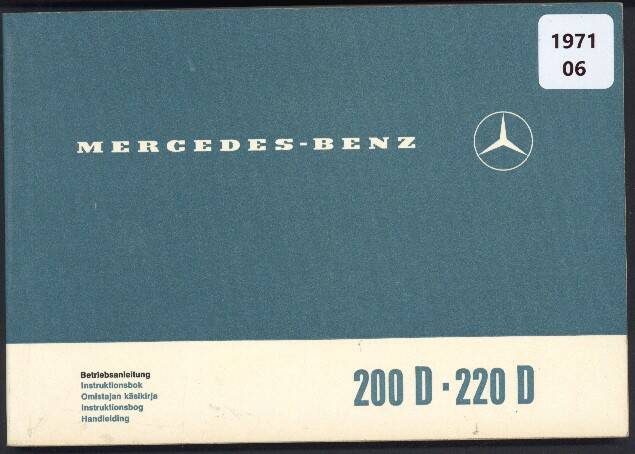 1971
06
MERCEDES-BENZ
Betriebsanleitung
Instruktionsbok
Omistajan käsikirja
Instruktionsbog
Handleiding
200 D · 220 D